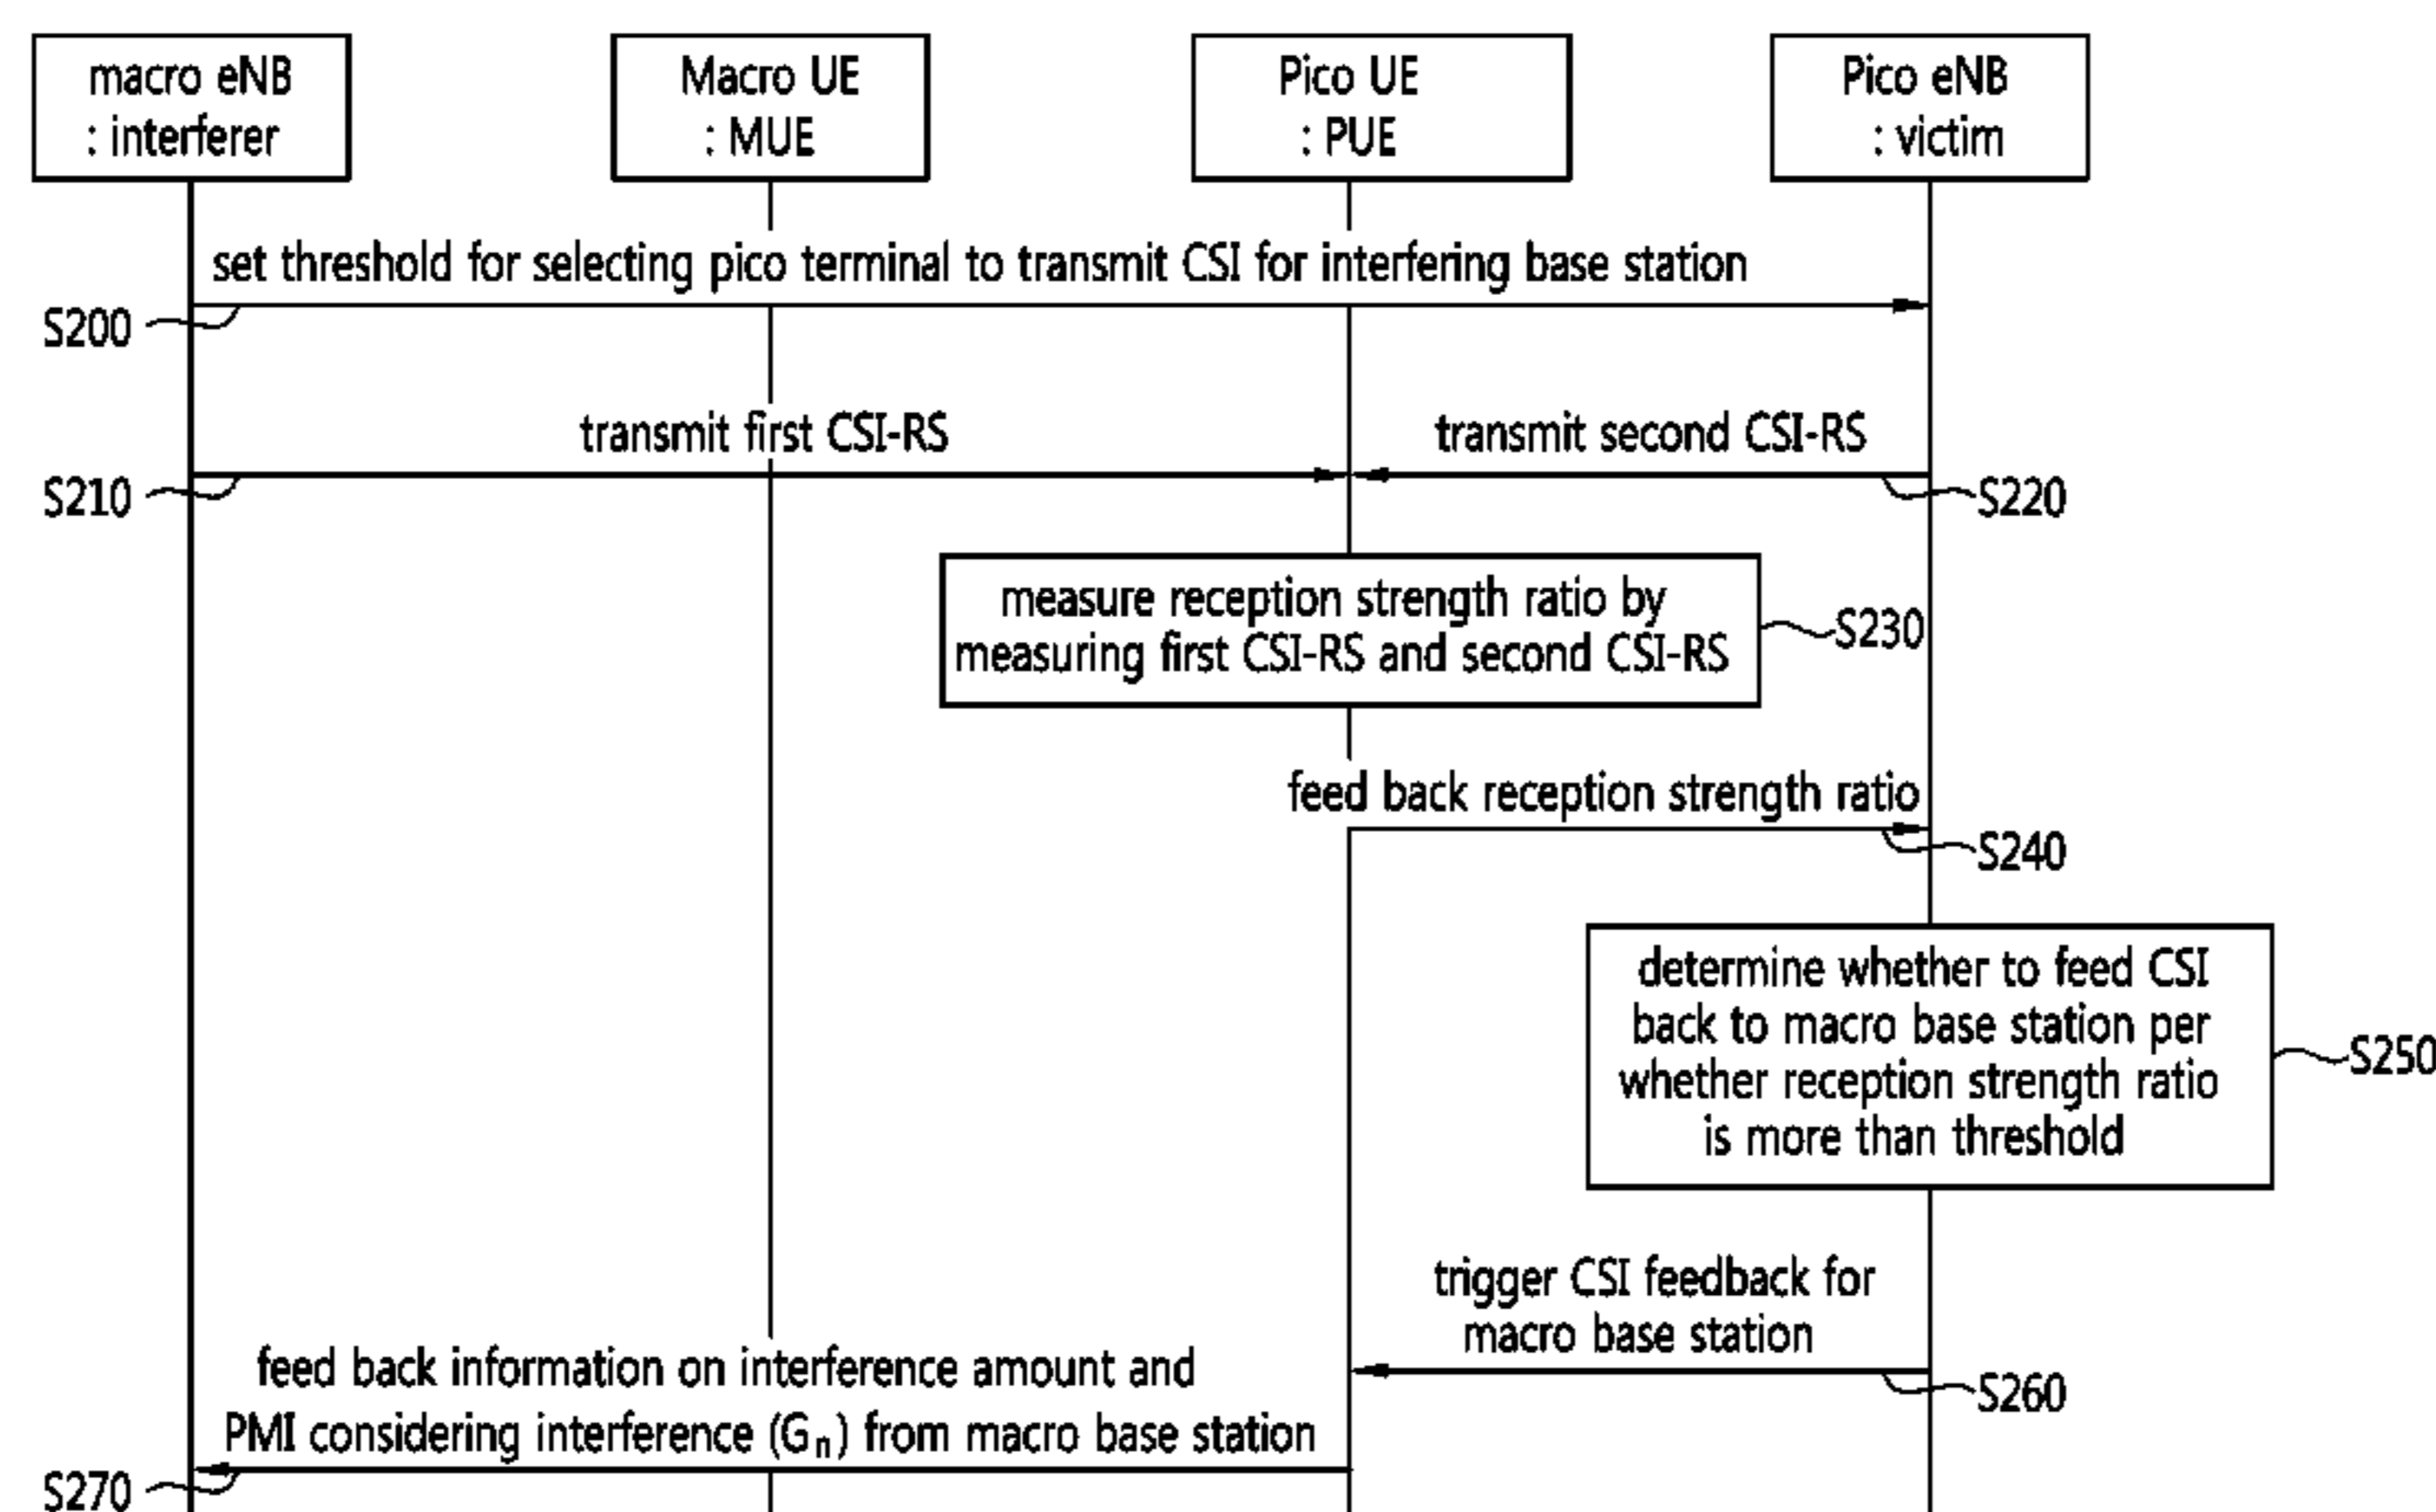 macro eNB
: interferer
Macro UE
: MUE
Pico UE
: PUE
Pico eNB
: victim
set threshold for selecting pico terminal to transmit CSI for interfering base station
S200
transmit first CSI-RS
transmit second CSI-RS
S210
S220
measure reception strength ratio by
measuring first CSI-RS and second CSI-RS
S230
feed back reception strength ratio
S240
determine whether to feed CSI
back to macro base station per
whether reception strength ratio
is more than threshold
S250
trigger CSI feedback for
macro base station
S260
feed back information on interference amount and
PMI considering interference (Gₙ) from macro base station
S270